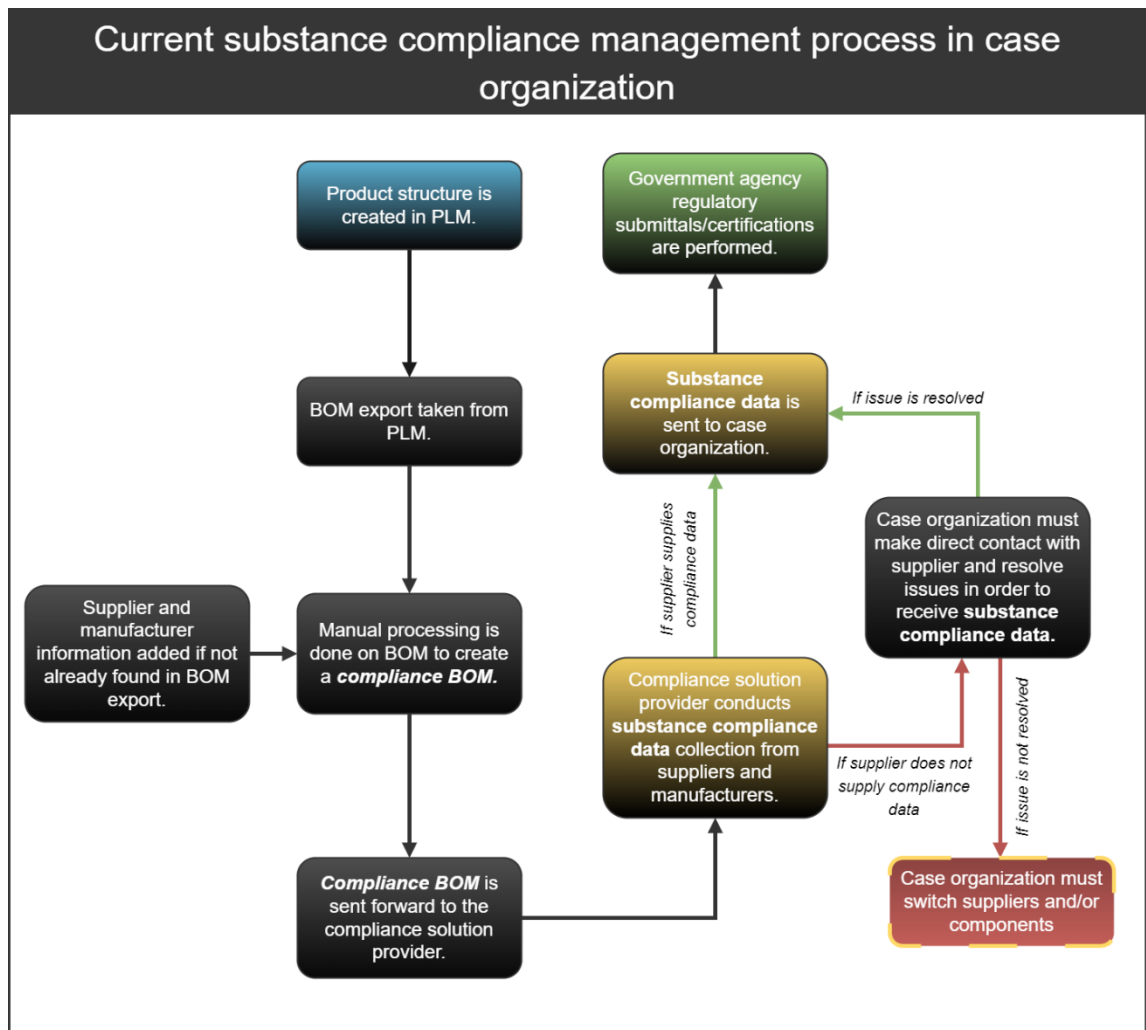 Current substance compliance management process in case
organization
Product structure is
created in PLM.
BOM export taken from
PLM.
Supplier and
manufacturer
information added if not
already found in BOM
export.
Manual processing is
done on BOM to create
a compliance BOM.
Compliance BOM is
sent forward to the
compliance solution
provider.
Compliance solution
provider conducts
substance compliance
data collection from
suppliers and
manufacturers.
If supplier supplies
compliance data
Substance
compliance data is
sent to case
organization.
Government agency
regulatory
submittals/certifications
are performed.
If supplier does not
supply compliance
data
Case organization must
make direct contact with
supplier and resolve
issues in order to
receive substance
compliance data.
If issue is resolved
If issue is not resolved
Case organization must
switch suppliers and/or
components